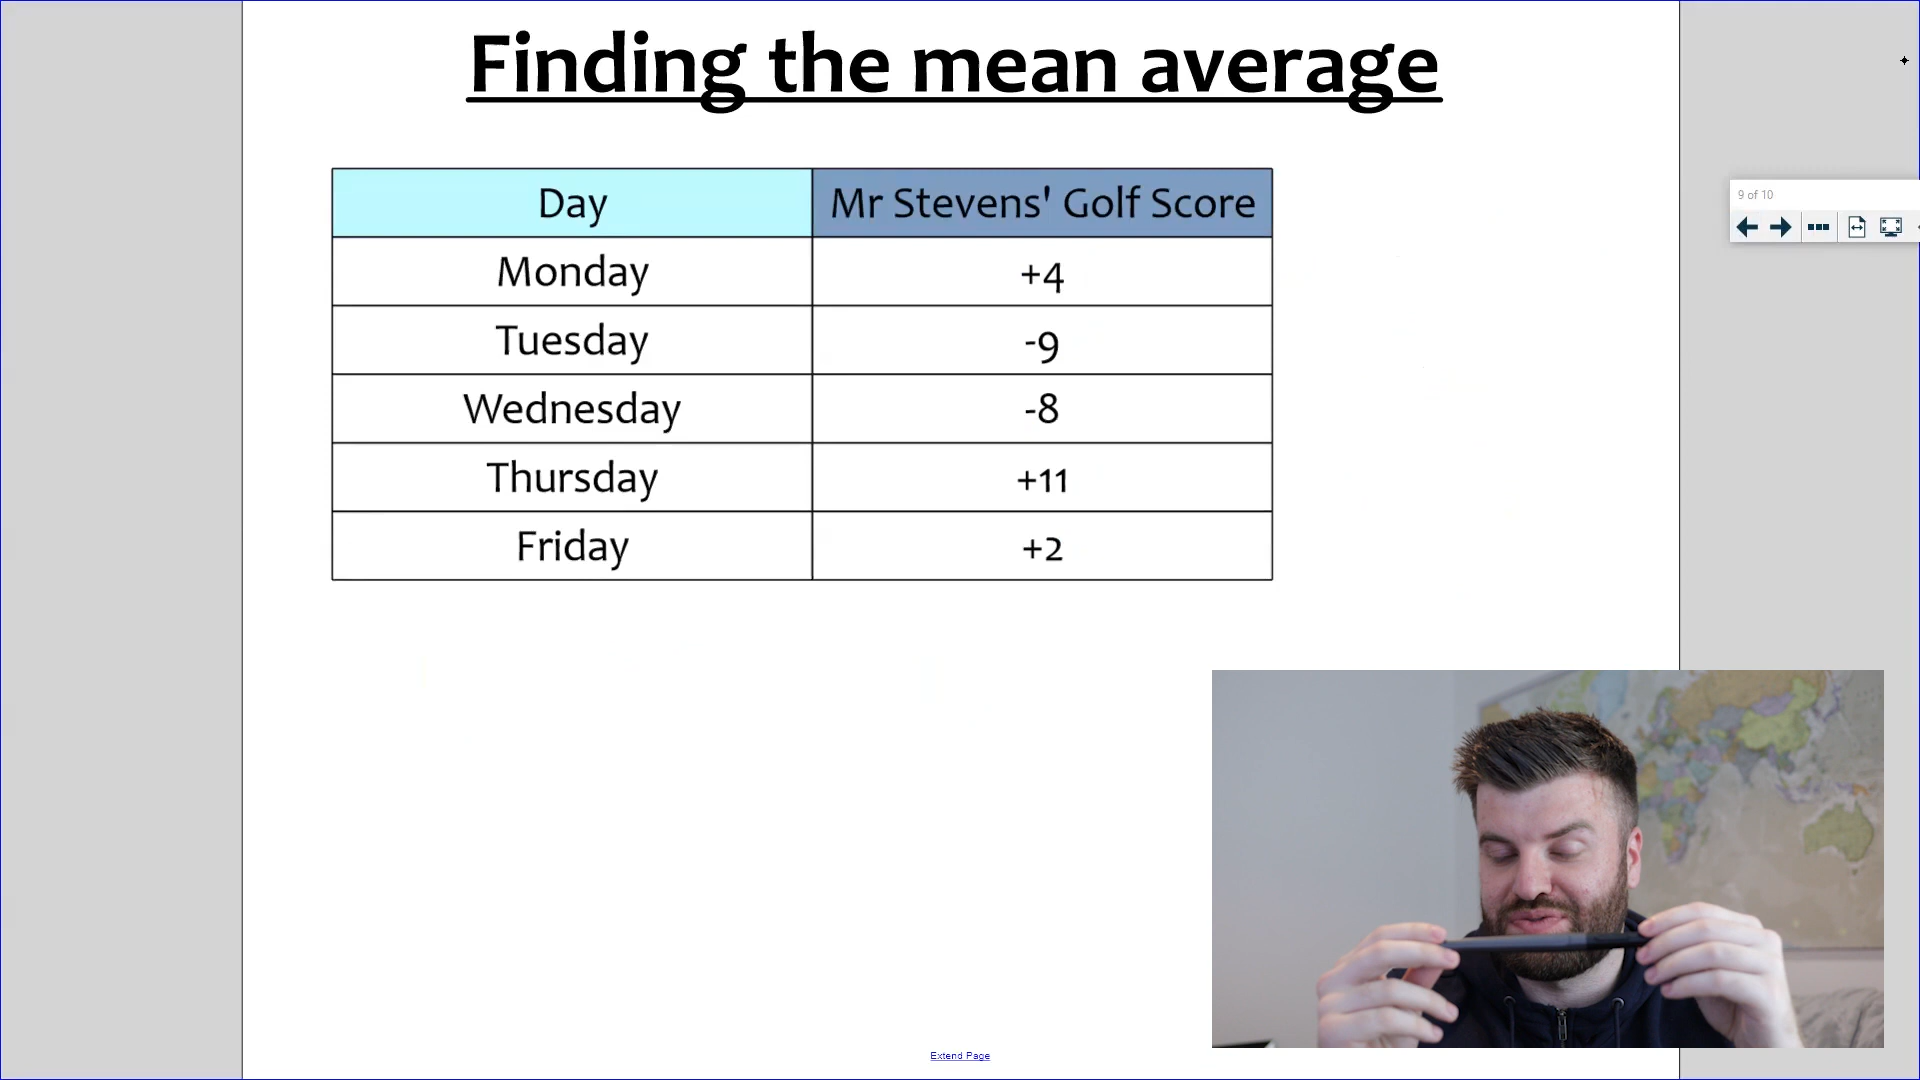 Finding the mean average
Day
Mr Stevens' Golf Score
Monday
+4
Tuesday
-9
Wednesday
-8
Thursday
+11
Friday
+2
9 of 10
Extend Page